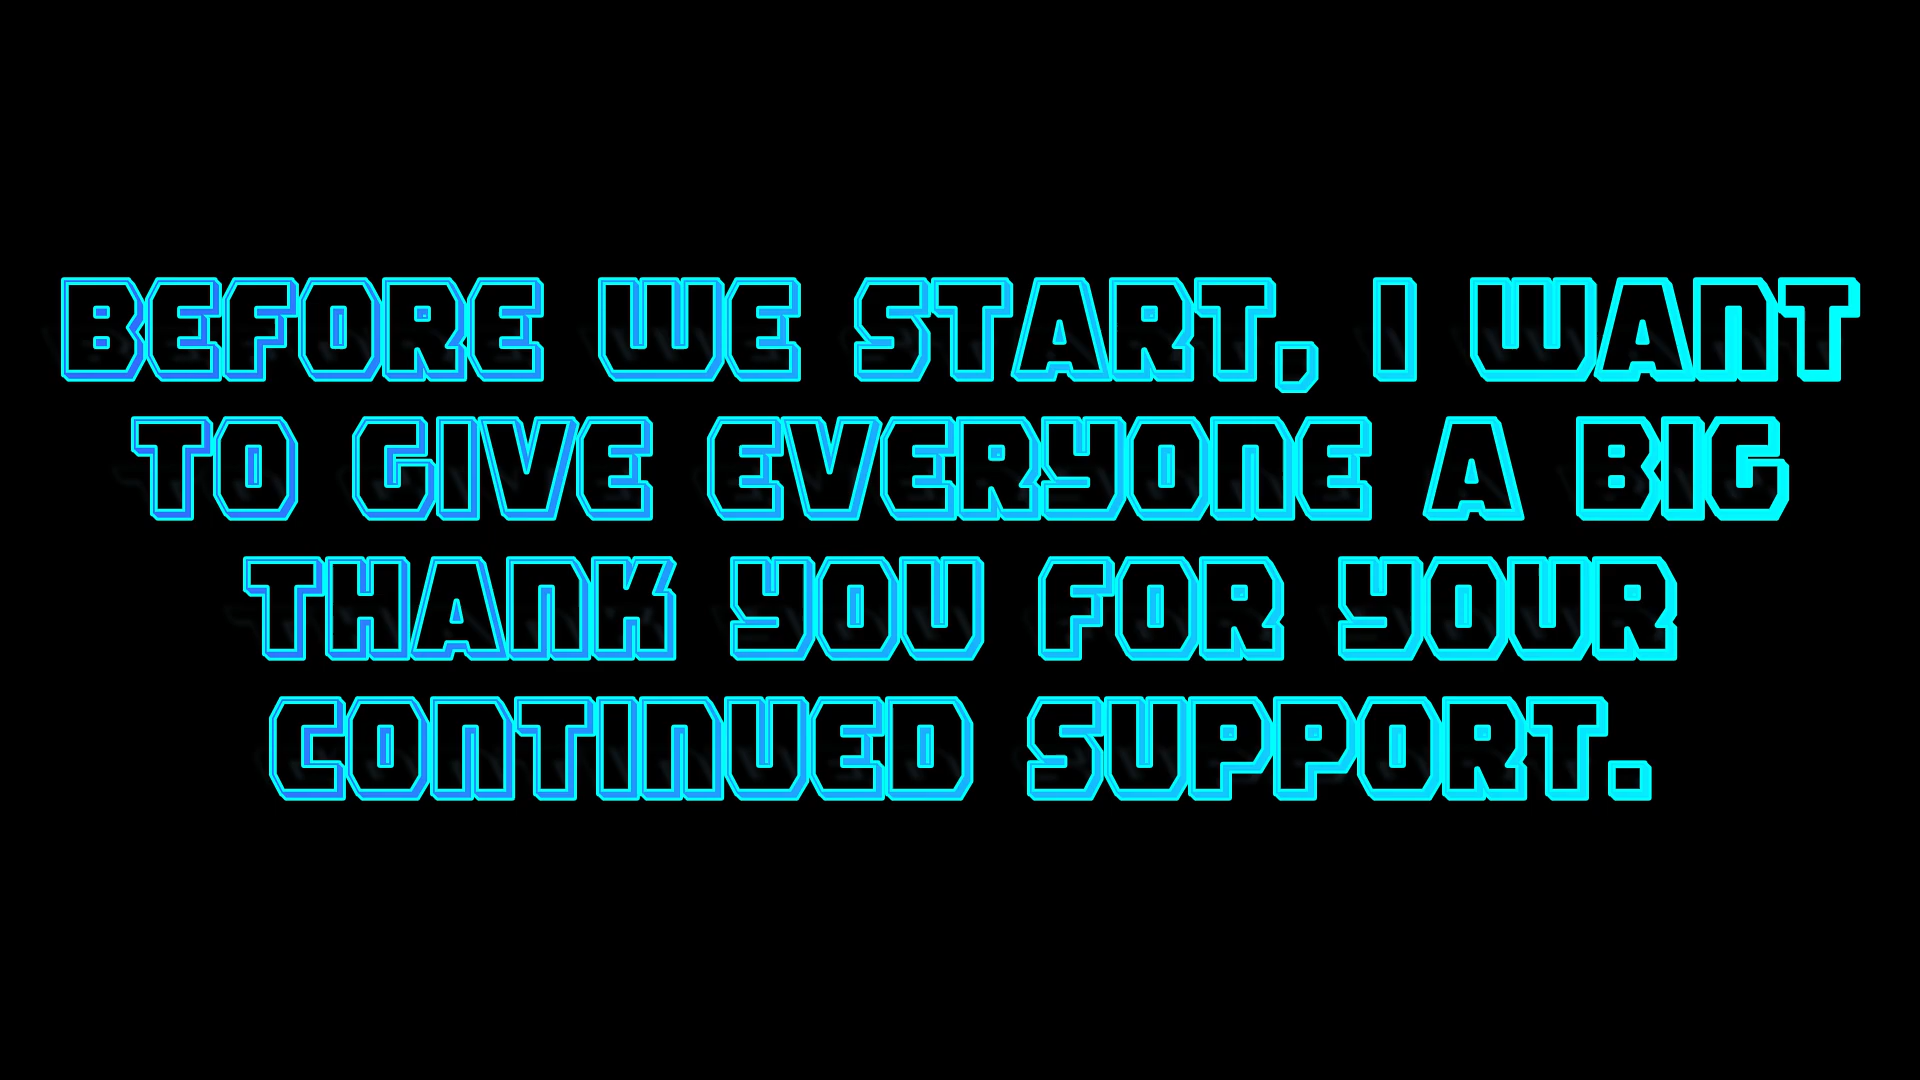 BEFORE WE START, I WANT
TO GIVE EVERYONE A BIG
THANK YOU FOR YOUR
CONTINUED SUPPORT.